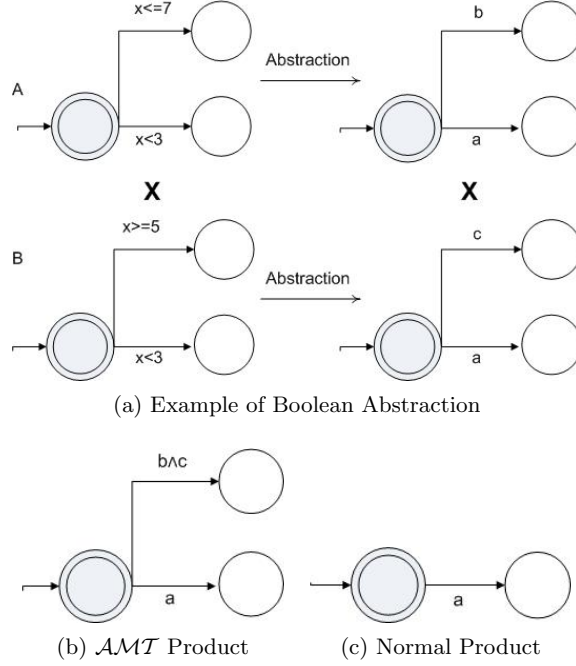 x<=7
b
Abstraction
A
x<3
a
X
X
x>=5
c
B
Abstraction
x<3
a
(a) Example of Boolean Abstraction
b∧c
a
a
(b) 𝒜ℳ𝒯 Product
(c) Normal Product